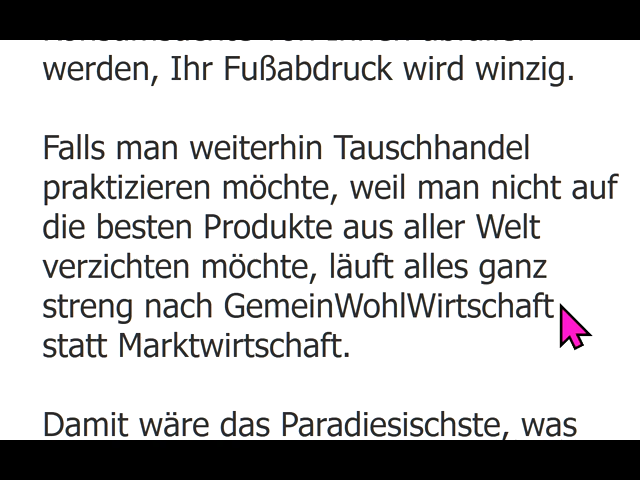 werden, Ihr Fußabdruck wird winzig.
Falls man weiterhin Tauschhandel
praktizieren möchte, weil man nicht auf
die besten Produkte aus aller Welt
verzichten möchte, läuft alles ganz
streng nach GemeinWohlWirtschaft
statt Marktwirtschaft.
Damit wäre das Paradiesischste, was